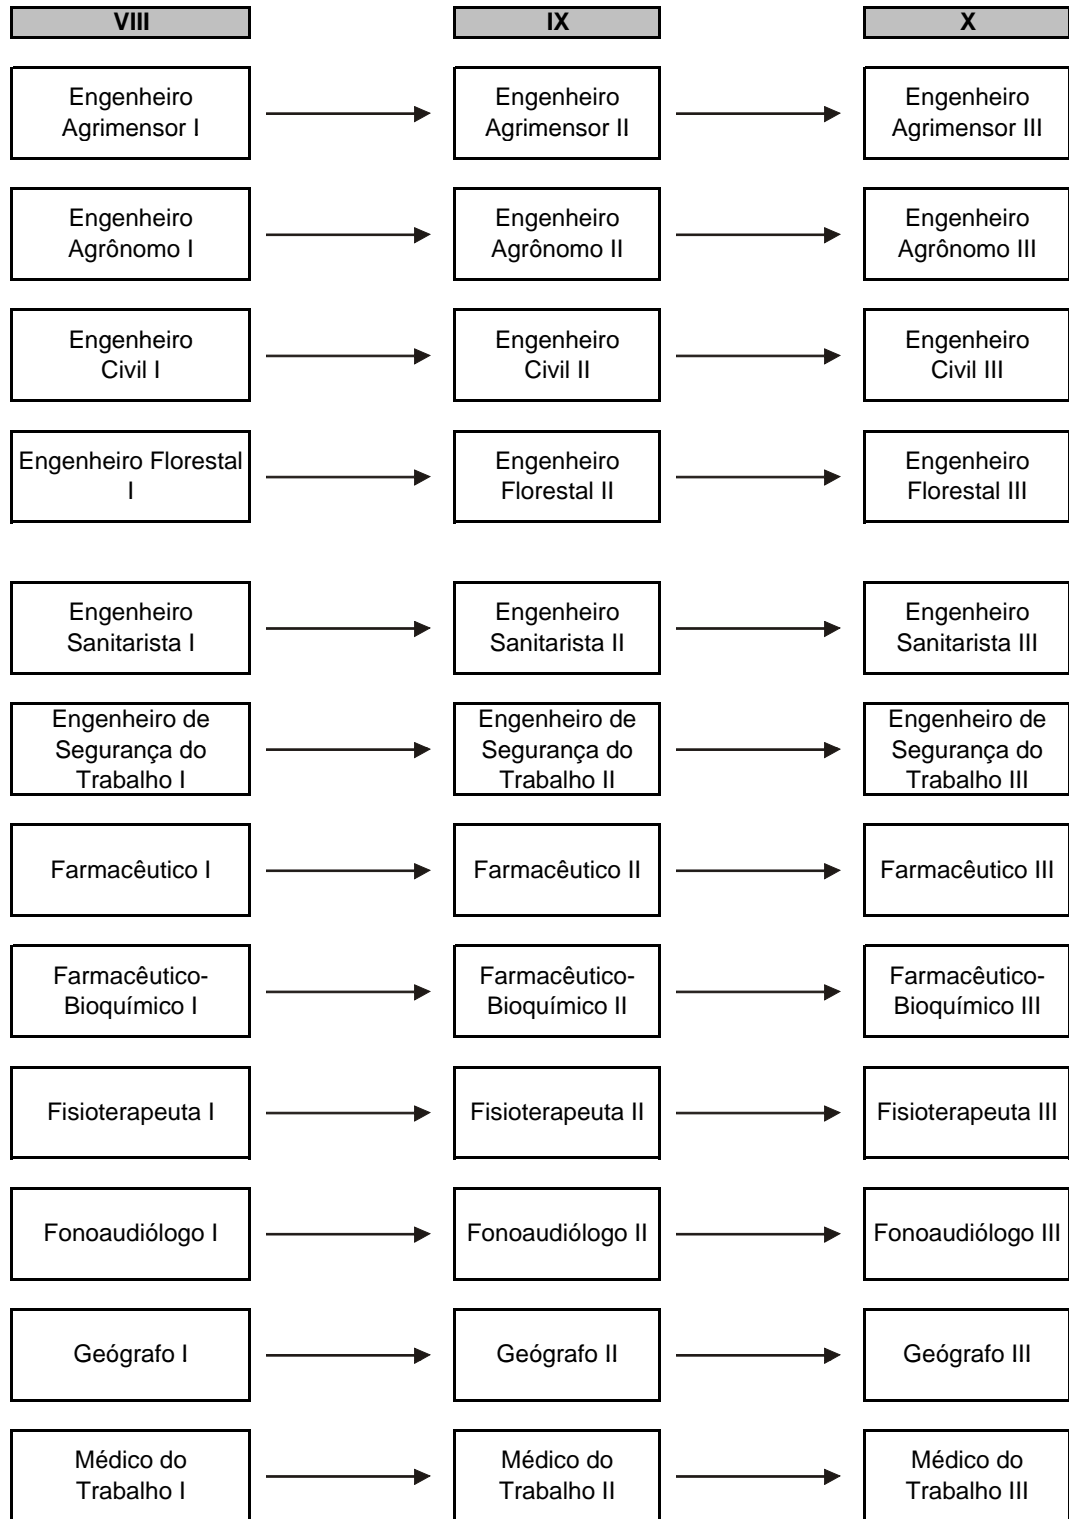 VIII IX X
Engenheiro Engenheiro Engenheiro
Agrimensor I Agrimensor II Agrimensor III
Engenheiro Engenheiro Engenheiro
Agrônomo I Agrônomo II Agrônomo III
Engenheiro Engenheiro Engenheiro
Civil I Civil II Civil III
Engenheiro Florestal Engenheiro Engenheiro
I Florestal II Florestal III
Engenheiro Engenheiro Engenheiro
Sanitarista I Sanitarista II Sanitarista III
Engenheiro de Engenheiro de Engenheiro de
Segurança do Segurança do Segurança do
Trabalho I Trabalho II Trabalho III
Farmacêutico I Farmacêutico II Farmacêutico III
Farmacêutico- Farmacêutico- Farmacêutico-
Bioquímico I Bioquímico II Bioquímico III
Fisioterapeuta I Fisioterapeuta II Fisioterapeuta III
Fonoaudiólogo I Fonoaudiólogo II Fonoaudiólogo III
Geógrafo I Geógrafo II Geógrafo III
Médico do Médico do Médico do
Trabalho I Trabalho II Trabalho III